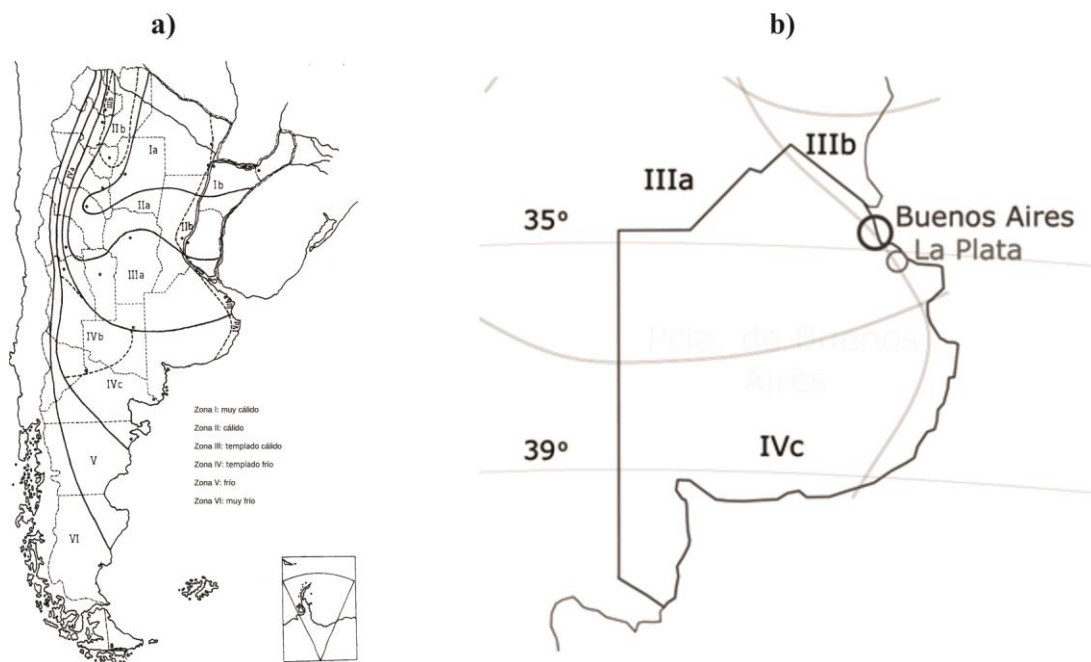 a)
IIIb
IIb
Ia
IVa
Ib
IIa
IIb
IIIa
IVb
IVc
V
VI
Zona I: muy cálido
Zona II: cálido
Zona III: templado cálido
Zona IV: templado frío
Zona V: frío
Zona VI: muy frío
b)
IIIb
IIIa
35º
Buenos Aires
La Plata
Pcia. de Buenos
Aires
39º
IVc